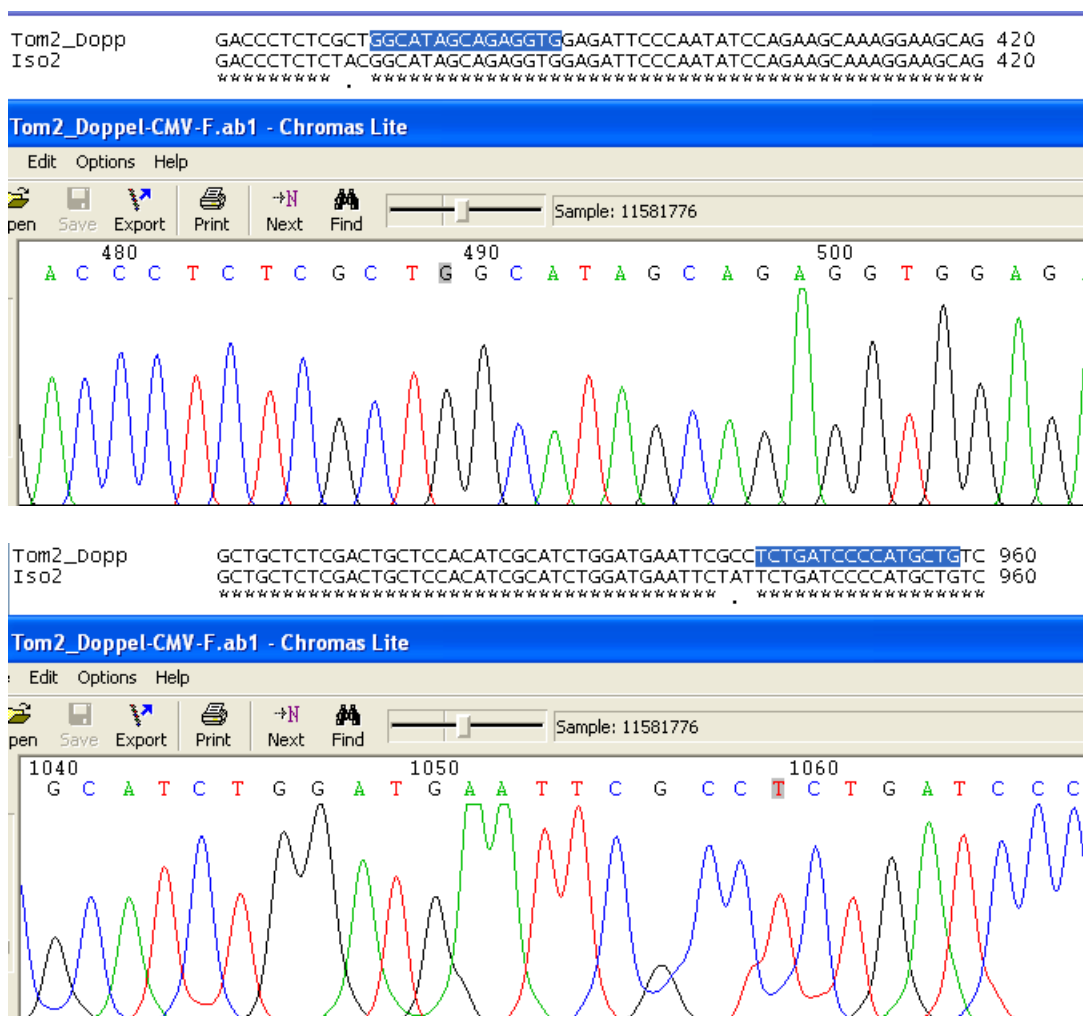 Tom2_Dopp GACCCTCTCGCTGGCATAGCAGAGGTGGAGATTCCCAATATCCAGAAGCAAAGGAAGCAG 420
Iso2 GACCCTCTCTACGGCATAGCAGAGGTGGAGATTCCCAATATCCAGAAGCAAAGGAAGCAG 420
********* . ************************************************
Tom2_Doppel-CMV-F.ab1 - Chromas Lite
Edit Options Help
pen Save Export Print Next Find Sample: 11581776
480 490 500
A C C C T C T C G C T G G C A T A G C A G A G G T G G A G
Tom2_Dopp GCTGCTCTCGACTGCTCCACATCGCATCTGGATGAATTCGCCTCTGATCCCCATGCTGTC 960
Iso2 GCTGCTCTCGACTGCTCCACATCGCATCTGGATGAATTCTATTCTGATCCCCATGCTGTC 960
*************************************** . ******************
Tom2_Doppel-CMV-F.ab1 - Chromas Lite
Edit Options Help
pen Save Export Print Next Find Sample: 11581776
1040 1050 1060
G C A T C T G G A T G A A T T C G C C T C T G A T C C C